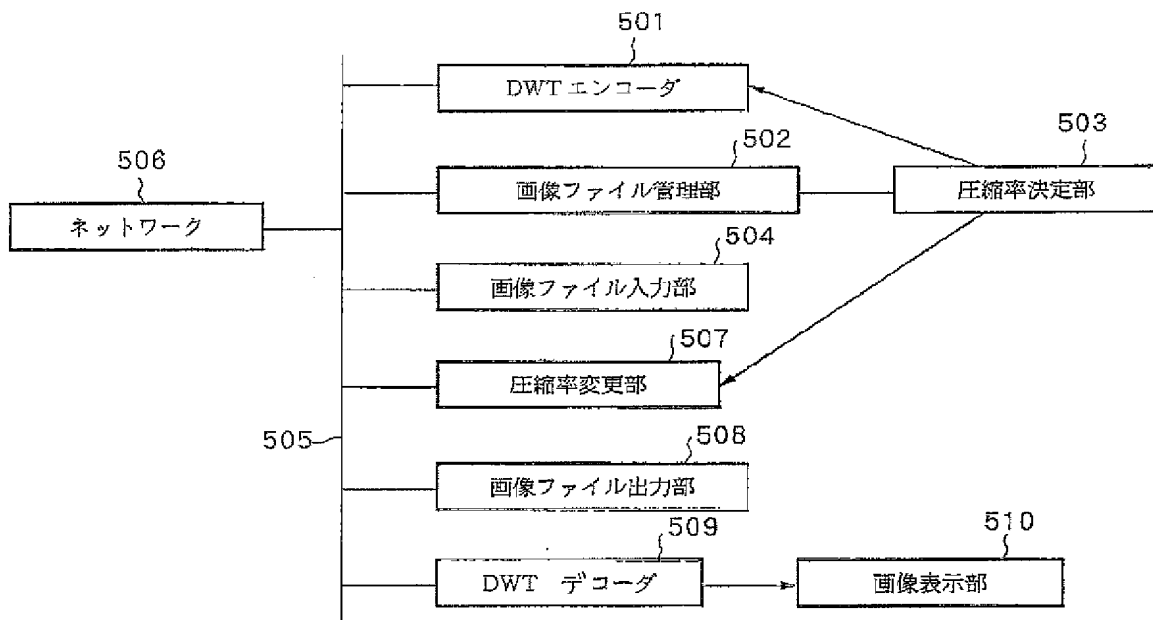 501
DWTエンコーダ
502
画像ファイル管理部
503
圧縮率決定部
506
ネットワーク
504
画像ファイル入力部
507
圧縮率変更部
505
508
画像ファイル出力部
509
DWT デコーダ
510
画像表示部